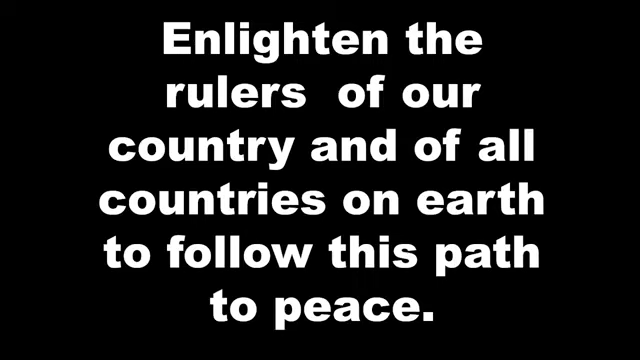 Enlighten the
rulers  of our
country and of all
countries on earth
to follow this path
to peace.